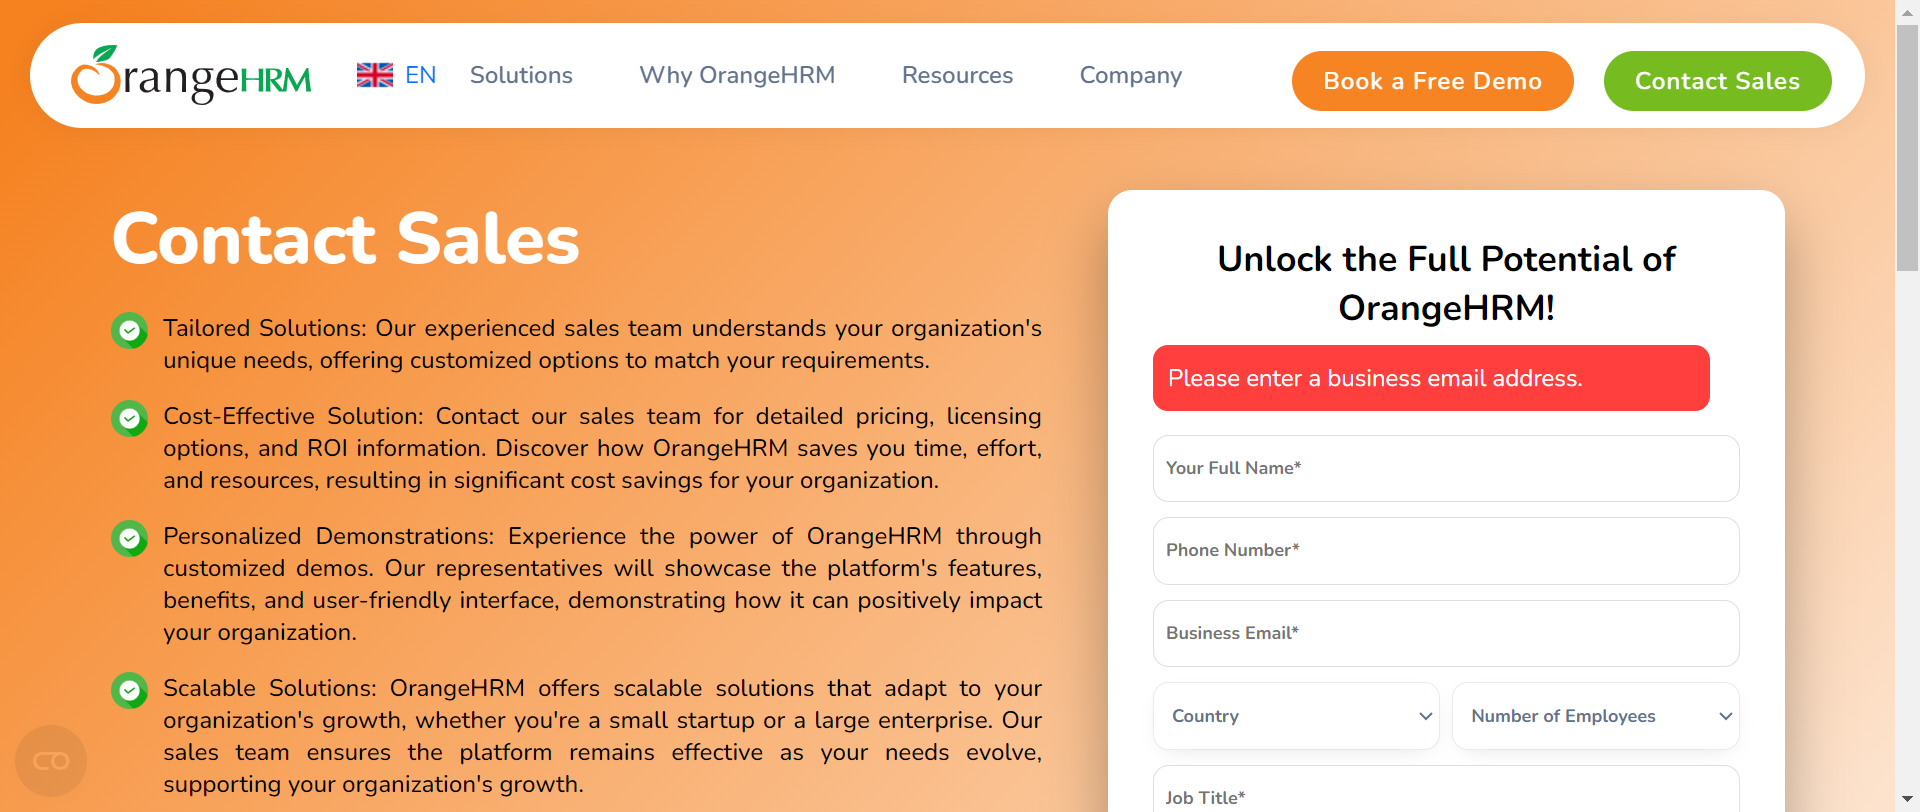 OrangeHRM
EN
Solutions
Why OrangeHRM
Resources
Company
Book a Free Demo
Contact Sales
Contact Sales
Tailored Solutions: Our experienced sales team understands your organization's
unique needs, offering customized options to match your requirements.
Cost-Effective Solution: Contact our sales team for detailed pricing, licensing
options, and ROI information. Discover how OrangeHRM saves you time, effort,
and resources, resulting in significant cost savings for your organization.
Personalized Demonstrations: Experience the power of OrangeHRM through
customized demos. Our representatives will showcase the platform's features,
benefits, and user-friendly interface, demonstrating how it can positively impact
your organization.
Scalable Solutions: OrangeHRM offers scalable solutions that adapt to your
organization's growth, whether you're a small startup or a large enterprise. Our
sales team ensures the platform remains effective as your needs evolve,
supporting your organization's growth.
Unlock the Full Potential of
OrangeHRM!
Please enter a business email address.
Your Full Name*
Phone Number*
Business Email*
Country
Number of Employees
Job Title*